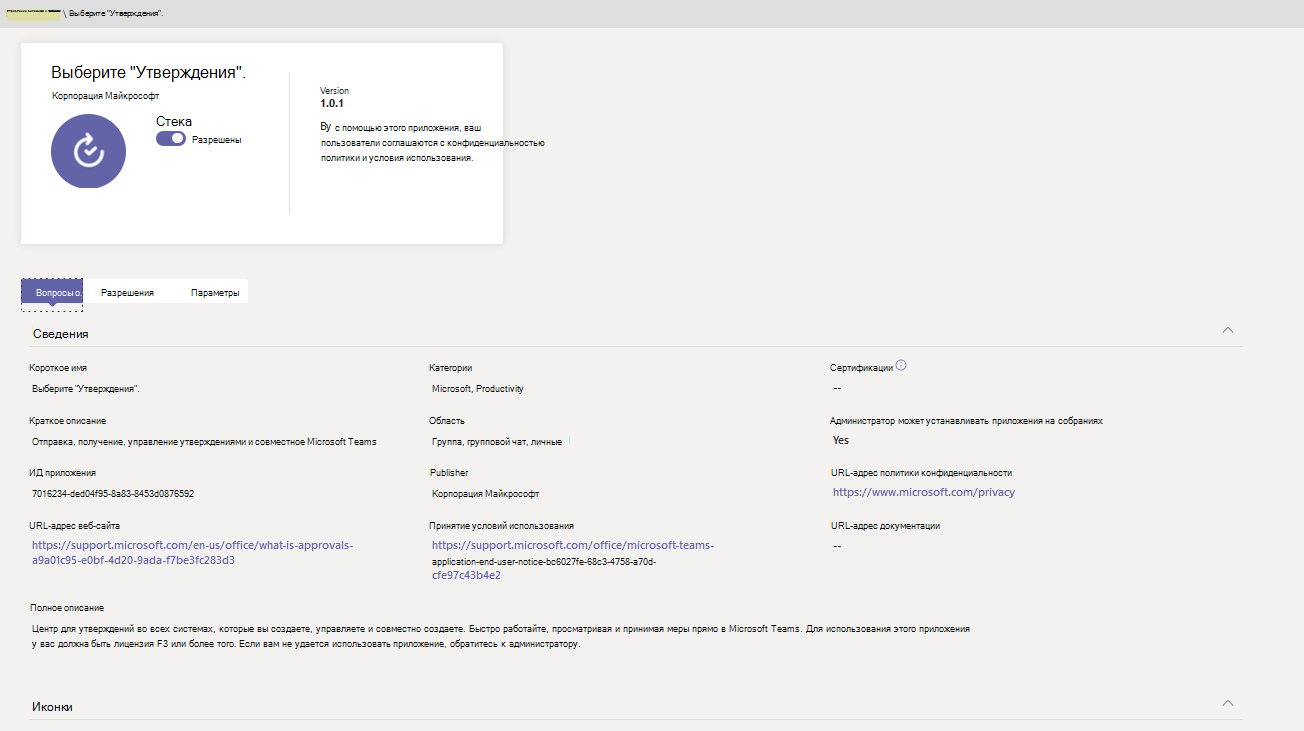 \ Выберите "Утверждения".
Выберите "Утверждения".
Корпорация Майкрософт
Стека
Разрешены
Version
1.0.1
By с помощью этого приложения, ваш
пользователи соглашаются с конфиденциальностью
политики и условия использования.
Вопросы о.
Разрешения
Параметры
Сведения
Короткое имя
Выберите "Утверждения".
Категории
Microsoft, Productivity
Сертификации
--
Краткое описание
Отправка, получение, управление утверждениями и совместное Microsoft Teams
Область
Группа, групповой чат, личные
Администратор может устанавливать приложения на собраниях
Yes
ИД приложения
7016234-ded04f95-8a83-8453d0876592
Publisher
Корпорация Майкрософт
URL-адрес политики конфиденциальности
https://www.microsoft.com/privacy
URL-адрес веб-сайта
https://support.microsoft.com/en-us/office/what-is-approvals-
a9a01c95-e0bf-4d20-9ada-f7be3fc283d3
Принятие условий использования
https://support.microsoft.com/office/microsoft-teams-
application-end-user-notice-bc6027fe-68c3-4758-a70d-
cfe97c43b4e2
URL-адрес документации
--
Полное описание
Центр для утверждений во всех системах, которые вы создаете, управляете и совместно создаете. Быстро работайте, просматривая и принимая меры прямо в Microsoft Teams. Для использования этого приложения
у вас должна быть лицензия F3 или более того. Если вам не удается использовать приложение, обратитесь к администратору.
Иконки